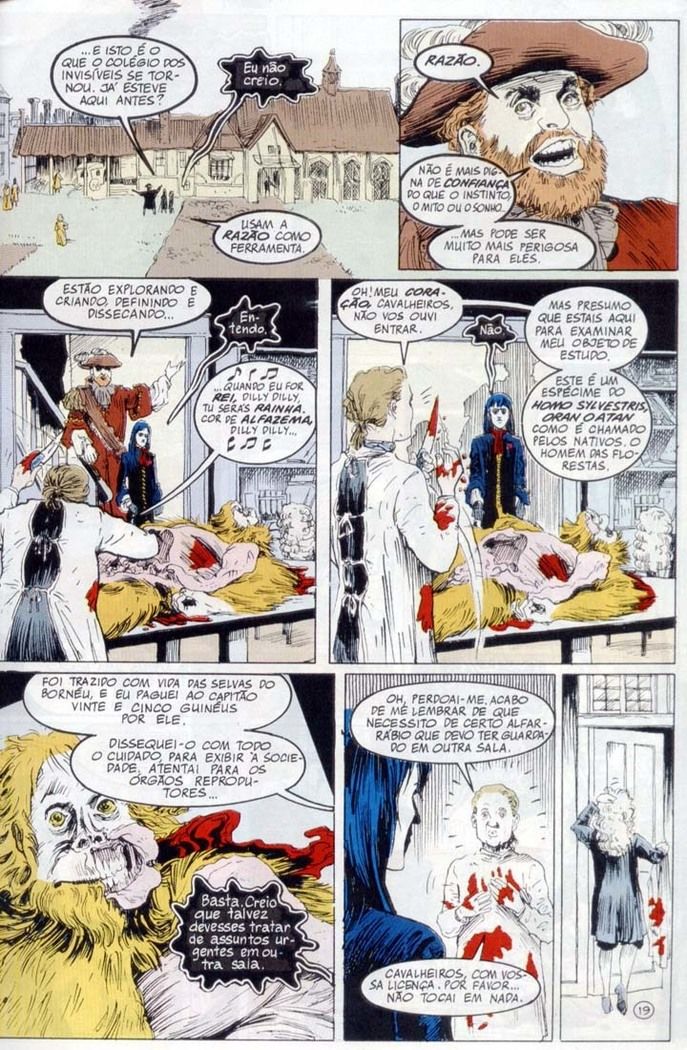 ...E ISTO É O
QUE O COLÉGIO DOS
INVISÍVEIS SE TOR-
NOU. JÁ ESTEVE
AQUI ANTES?
Eu não
creio.
USAM A
RAZÃO COMO
FERRAMENTA.
RAZÃO.
NÃO É MAIS DIG-
NA DE CONFIANÇA
DO QUE O INSTINTO,
O MITO OU O SONHO...
...MAS PODE SER
MUITO MAIS PERIGOSA
PARA ELES.
ESTÃO EXPLORANDO E
CRIANDO, DEFININDO E
DISSECANDO...
En-
tendo.
...QUANDO EU FOR
REI, DILLY DILLY,
TU SERÁS RAINHA.
COR DE ALFAZEMA,
DILLY DILLY...
OH! MEU CORA-
ÇÃO, CAVALHEIROS,
NÃO VOS OUVI
ENTRAR.
Não
MAS PRESUMO
QUE ESTAIS AQUI
PARA EXAMINAR
MEU OBJETO DE
ESTUDO.
ESTE É UM
ESPÉCIME DO
HOMO SYLVESTRIS,
ORAN OATAN
COMO É CHAMADO
PELOS NATIVOS. O
HOMEM DAS FLO-
RESTAS.
FOI TRAZIDO COM VIDA DAS SELVAS DO
BORNÉU, E EU PAGUEI AO CAPITÃO
VINTE E CINCO GUINÉUS
POR ELE.
DISSEQUEI-O COM TODO
O CUIDADO, PARA EXIBIR À SOCIE-
DADE, ATENTAI PARA OS
ÓRGÃOS REPRODU-
TORES...
Basta. Creio
que talvez
devesses tratar
de assuntos ur-
gentes em ou-
tra sala.
OH, PERDOAI-ME, ACABO
DE ME LEMBRAR DE QUE
NECESSITO DE CERTO ALFAR-
RÁBIO QUE DEVO TER GUARDA-
DO EM OUTRA SALA.
CAVALHEIROS, COM VOS-
SA LICENÇA. POR FAVOR...
NÃO TOCAI EM NADA.
19